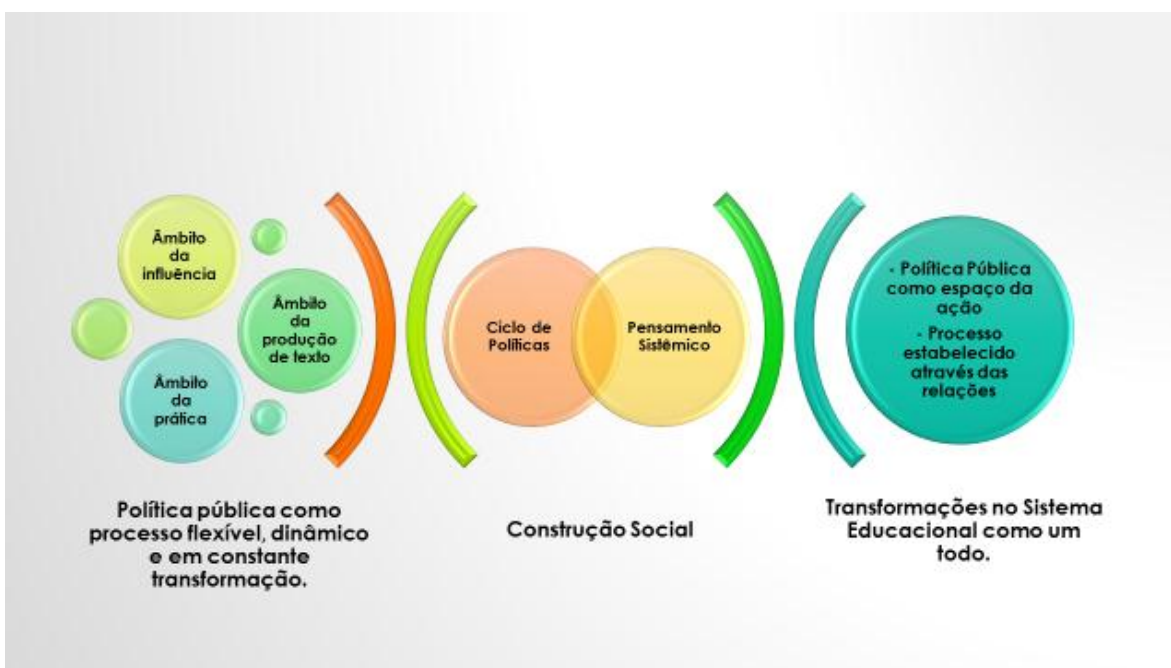 Âmbito
da
influência
Âmbito
da
produção
de texto
Âmbito
da
prática
Política pública como
processo flexível, dinâmico
e em constante
transformação.
Ciclo de
Políticas
Pensamento
Sistêmico
Construção Social
- Política Pública
como espaço da
ação
- Processo
estabelecido
através das
relações
Transformações no Sistema
Educacional como um
todo.